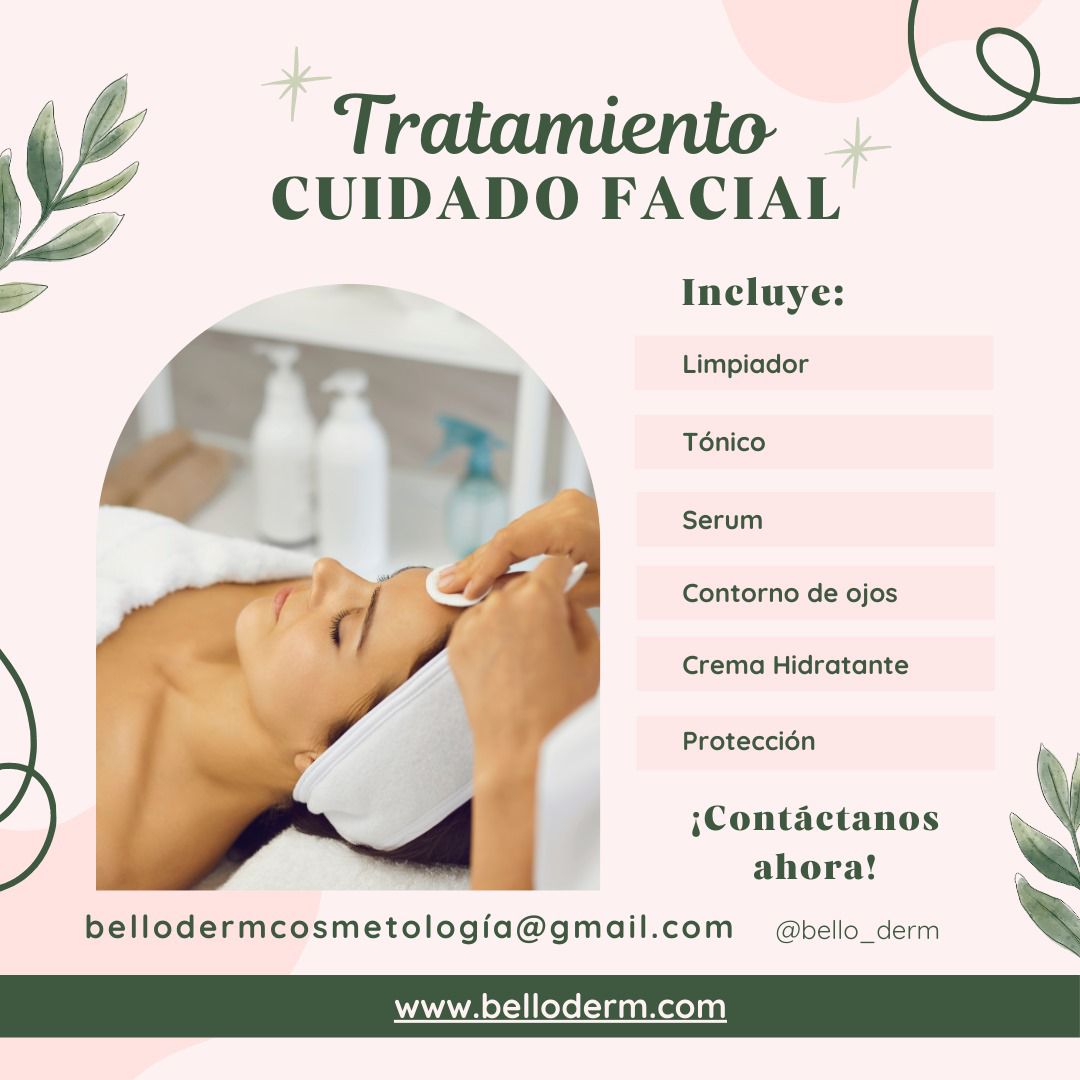 Tratamiento
CUIDADO FACIAL
Incluye:
Limpiador
Tónico
Serum
Contorno de ojos
Crema Hidratante
Protección
¡Contáctanos
ahora!
bellodermcosmetología@gmail.com
@bello_derm
www.belloderm.com